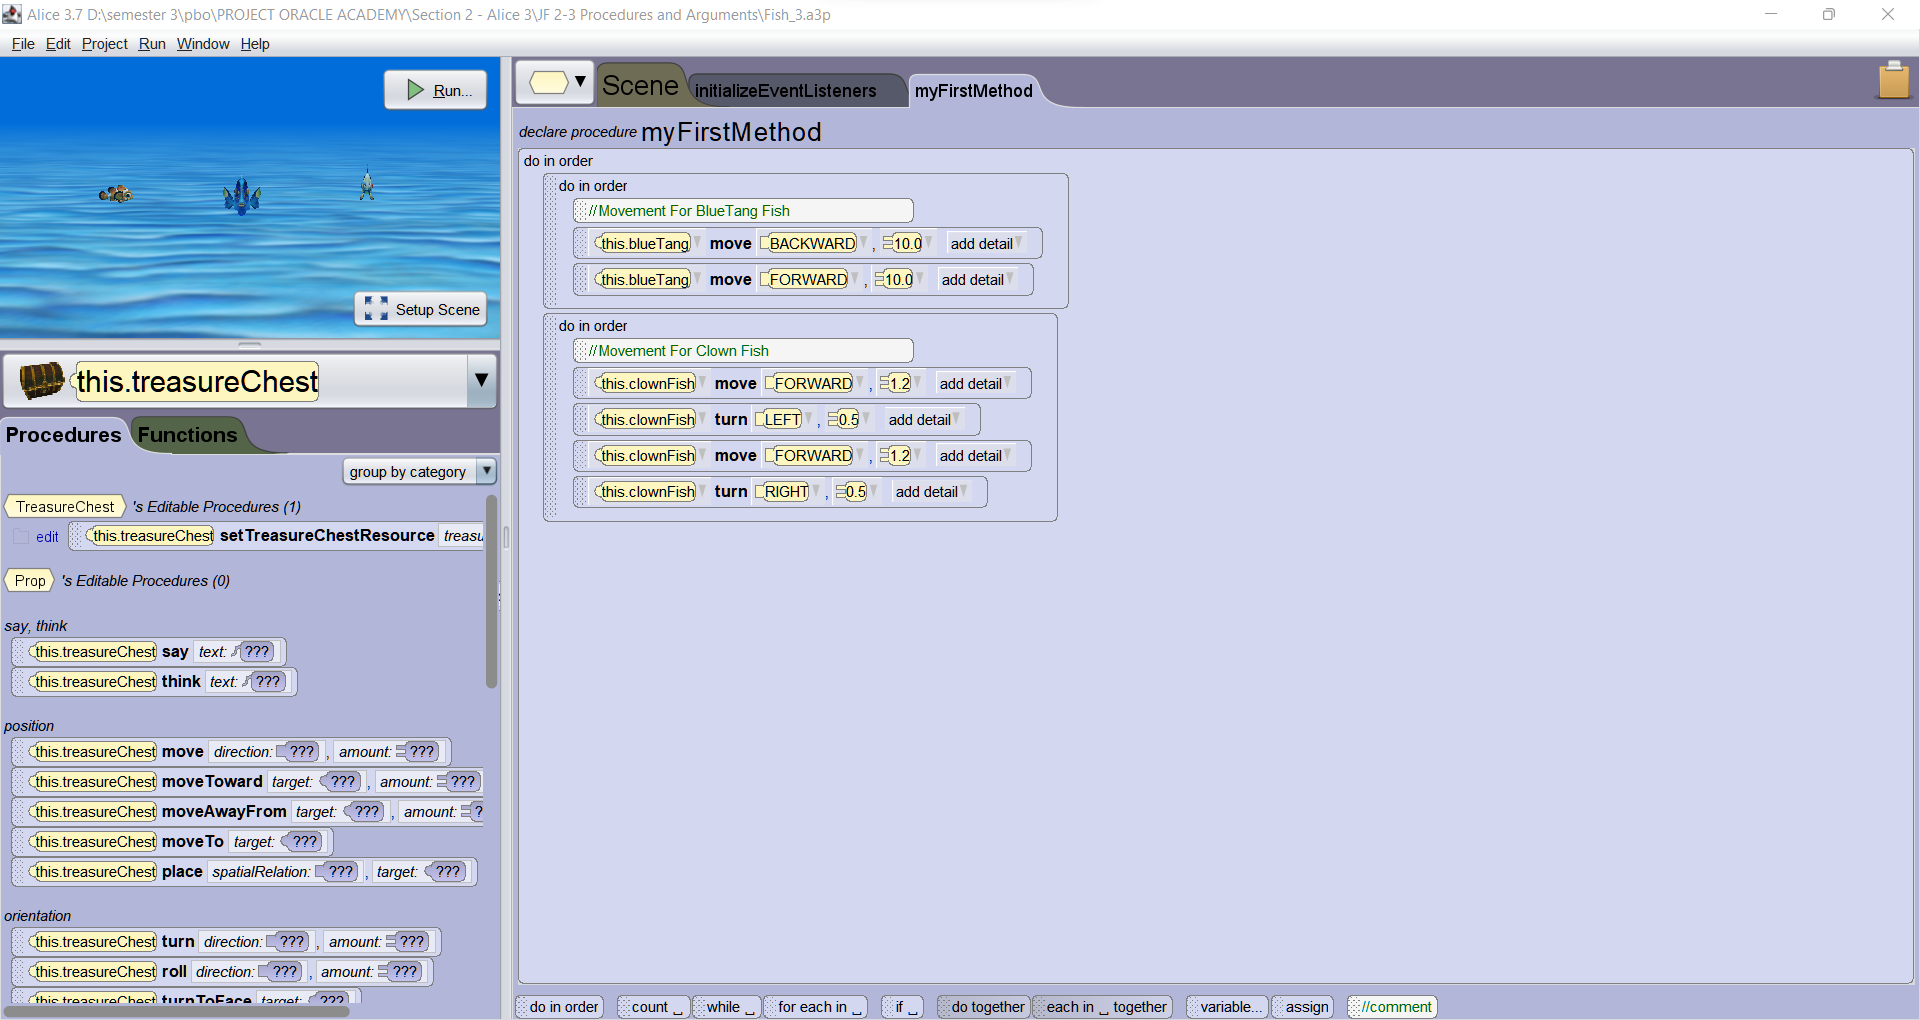 Alice 3.7 D:\semester 3\pbo\PROJECT ORACLE ACADEMY\Section 2 - Alice 3\JF 2-3 Procedures and Arguments\Fish_3.a3p
File Edit Project Run Window Help
Run...
Setup Scene
this.treasureChest
Procedures Functions
group by category
TreasureChest 's Editable Procedures (1)
edit this.treasureChest setTreasureChestResource treasu
Prop 's Editable Procedures (0)
say, think
this.treasureChest say text: ???
this.treasureChest think text: ???
position
this.treasureChest move direction: ??? , amount: ???
this.treasureChest moveToward target: ??? , amount: ???
this.treasureChest moveAwayFrom target: ??? , amount: ?
this.treasureChest moveTo target: ???
this.treasureChest place spatialRelation: ??? , target: ???
orientation
this.treasureChest turn direction: ??? , amount: ???
this.treasureChest roll direction: ??? , amount: ???
this.treasureChest turnToFace target: ???
Scene initializeEventListeners myFirstMethod
declare procedure myFirstMethod
do in order
do in order
//Movement For BlueTang Fish
this.blueTang move BACKWARD , 10.0 add detail
this.blueTang move FORWARD , 10.0 add detail
do in order
//Movement For Clown Fish
this.clownFish move FORWARD , 1.2 add detail
this.clownFish turn LEFT , 0.5 add detail
this.clownFish move FORWARD , 1.2 add detail
this.clownFish turn RIGHT , 0.5 add detail
do in order count ␣ while ␣ for each in ␣ if ␣ do together each in ␣ together variable... assign //comment